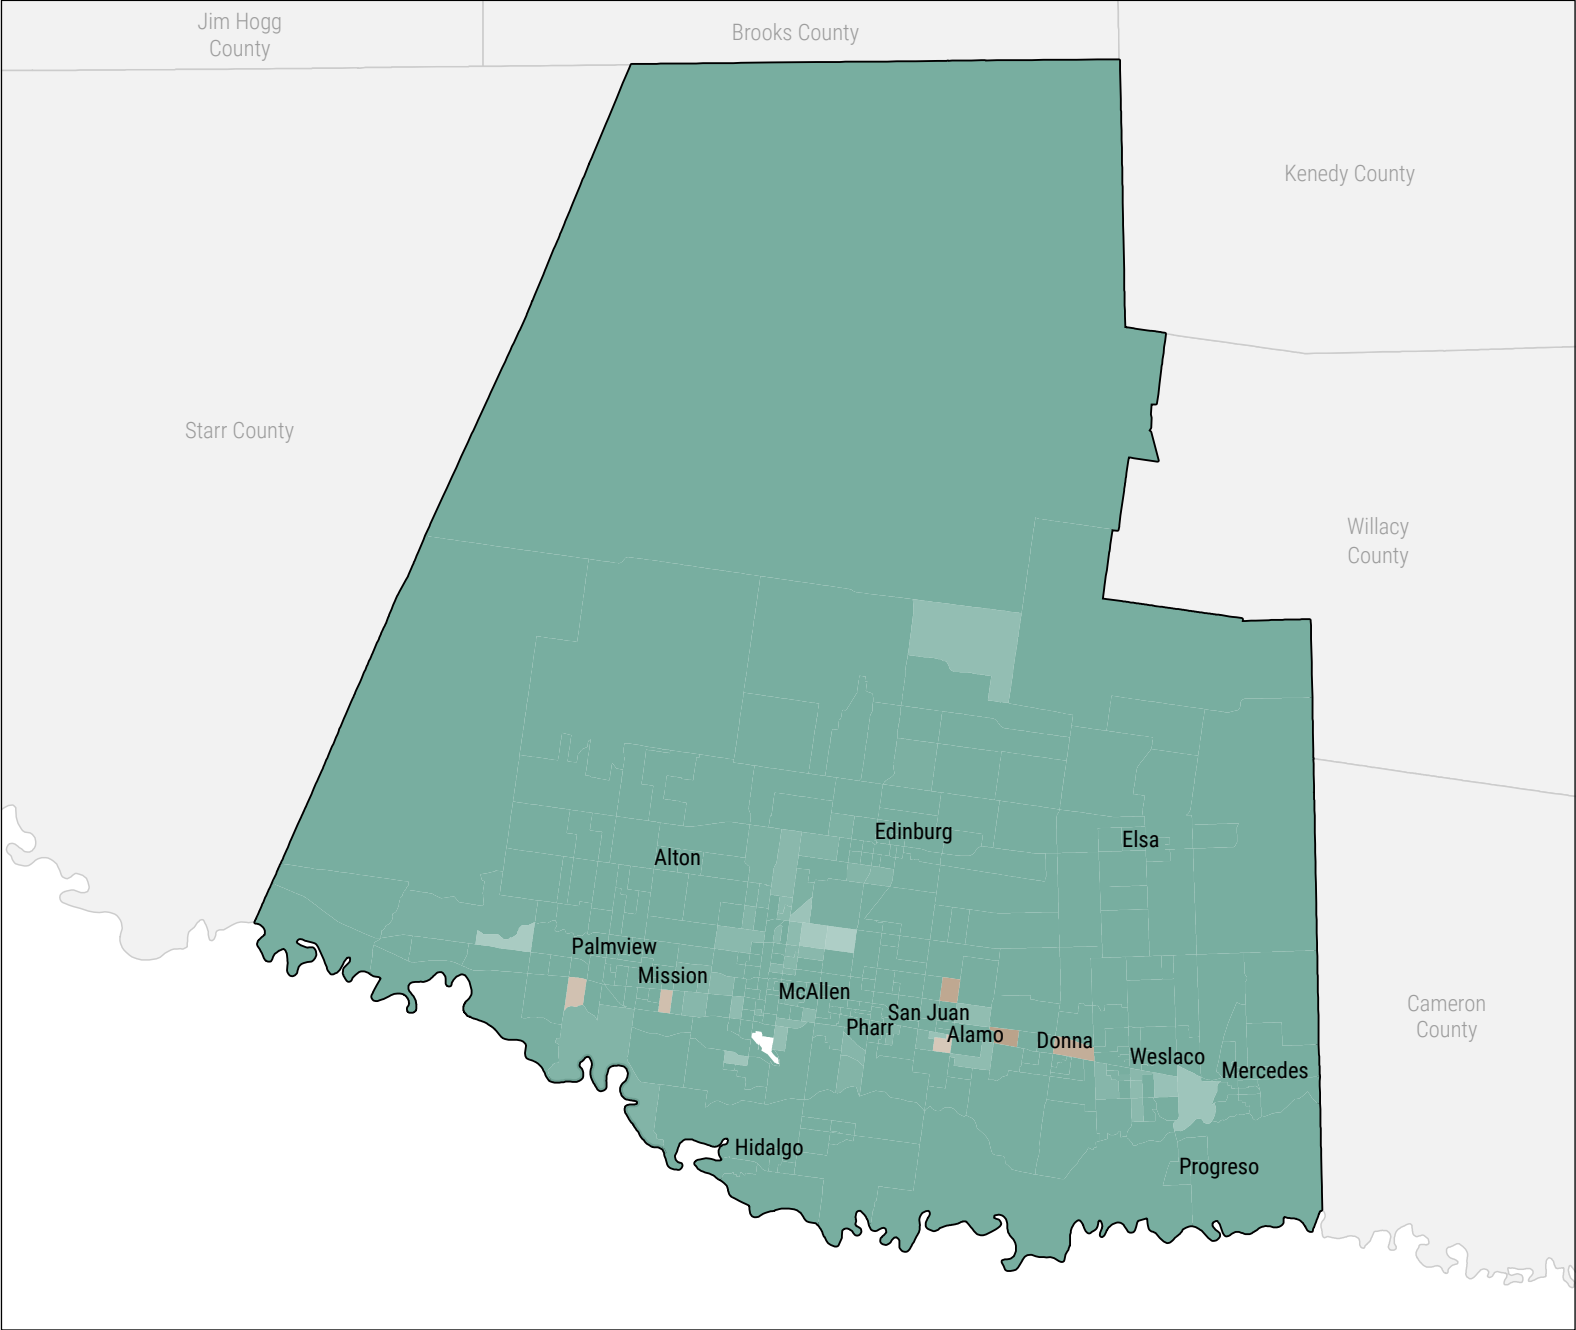 Jim Hogg
County
Brooks County
Kenedy County
Starr County
Willacy
County
Edinburg
Elsa
Alton
Palmview
Mission
McAllen
San Juan
Pharr
Alamo
Donna
Weslaco
Mercedes
Cameron
County
Hidalgo
Progreso